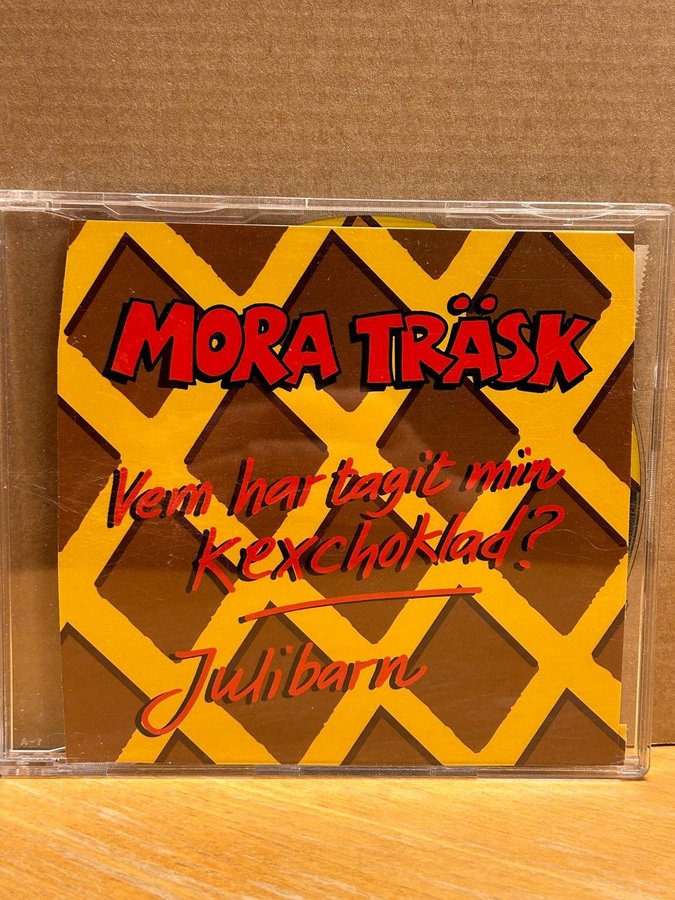 MORA TRÄSK
Vem har tagit min
kexchoklad?
Julibarn